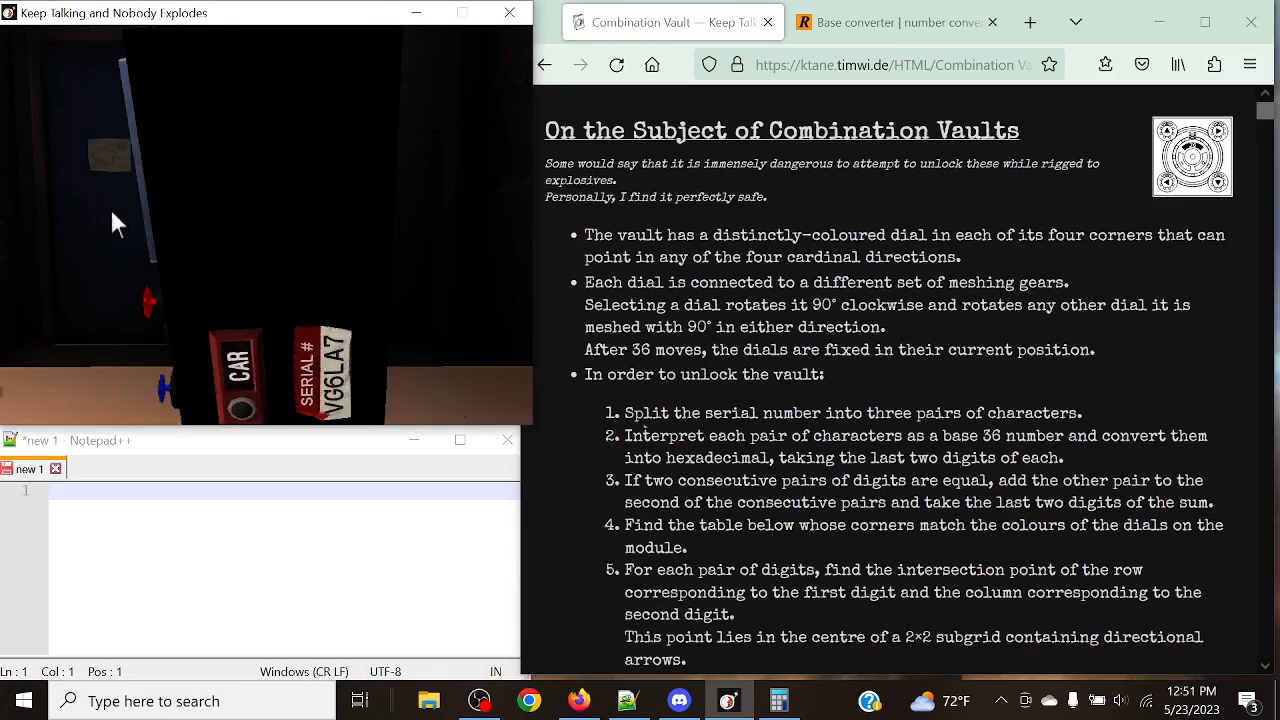 Keep Talking and Nobody Explodes
Combination Vault — Keep Talk
Base converter | number conver
https://ktane.timwi.de/HTML/Combination Va
On the Subject of Combination Vaults
Some would say that it is immensely dangerous to attempt to unlock these while rigged to
explosives.
Personally, I find it perfectly safe.
• The vault has a distinctly-coloured dial in each of its four corners that can
point in any of the four cardinal directions.
• Each dial is connected to a different set of meshing gears.
Selecting a dial rotates it 90° clockwise and rotates any other dial it is
meshed with 90° in either direction.
After 36 moves, the dials are fixed in their current position.
• In order to unlock the vault:
1. Split the serial number into three pairs of characters.
2. Interpret each pair of characters as a base 36 number and convert them
into hexadecimal, taking the last two digits of each.
3. If two consecutive pairs of digits are equal, add the other pair to the
second of the consecutive pairs and take the last two digits of the sum.
4. Find the table below whose corners match the colours of the dials on the
module.
5. For each pair of digits, find the intersection point of the row
corresponding to the first digit and the column corresponding to the
second digit.
This point lies in the centre of a 2×2 subgrid containing directional
arrows.
CAR
SERIAL #
VG6LA7
*new 1 - Notepad++
new 1
1
Ln : 1 Col : 1 Pos : 1 Windows (CR LF) UTF-8 IN
Type here to search
72°F
12:51 PM
5/23/2023
3